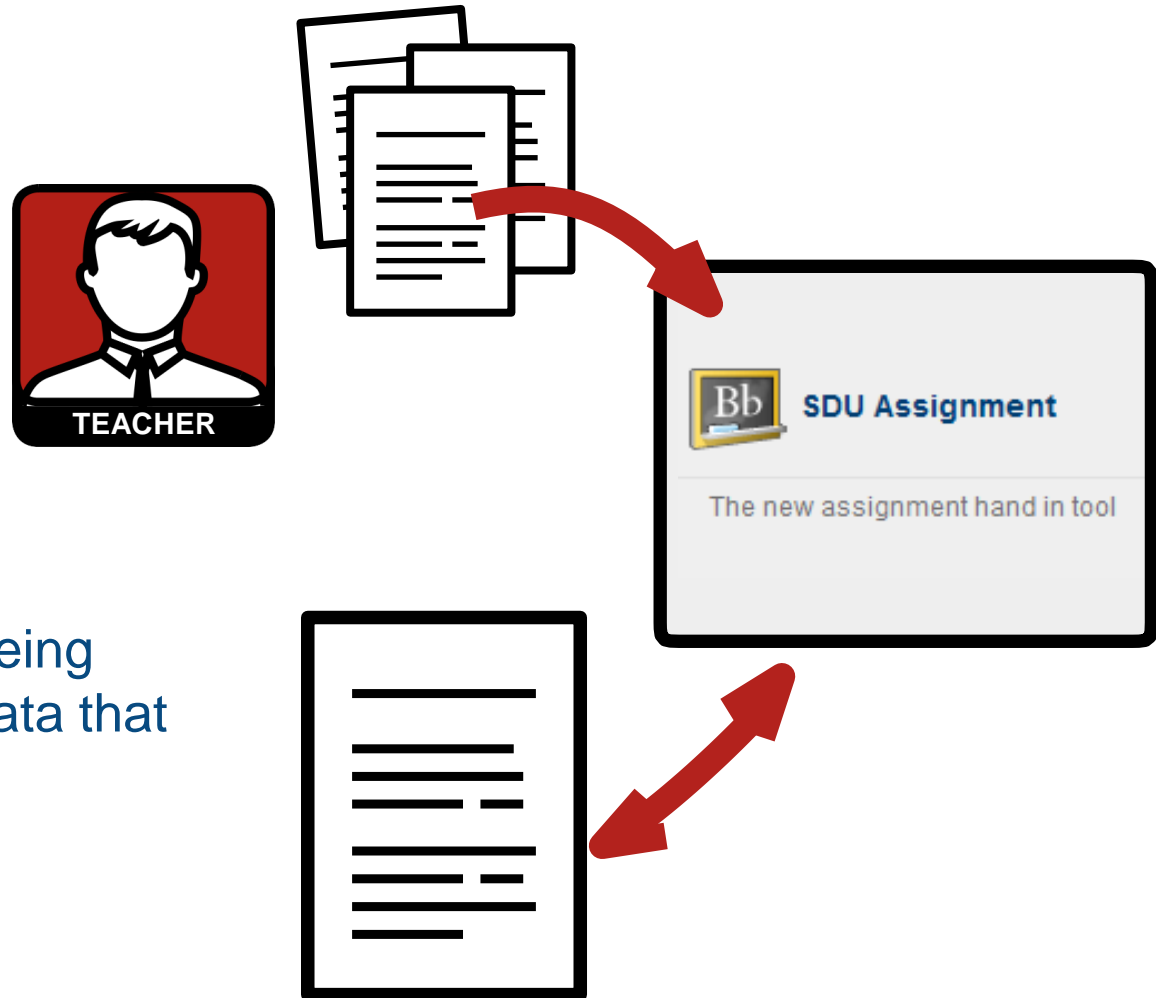 TEACHER
Bb
SDU Assignment
The new assignment hand in tool
eing
ata that